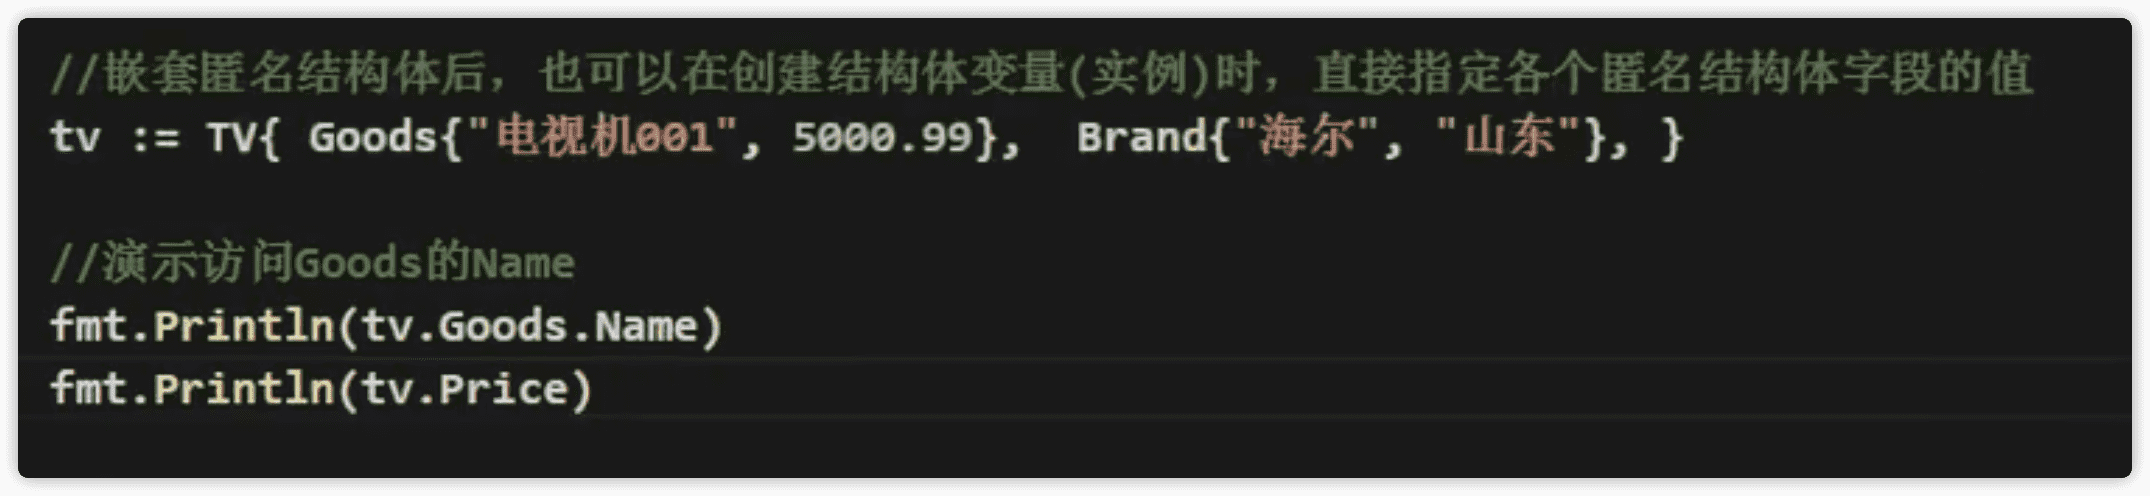 //嵌套匿名结构体后，也可以在创建结构体变量(实例)时，直接指定各个匿名结构体字段的值
tv := TV{ Goods{"电视机001", 5000.99},  Brand{"海尔", "山东"}, }
//演示访问Goods的Name
fmt.Println(tv.Goods.Name)
fmt.Println(tv.Price)